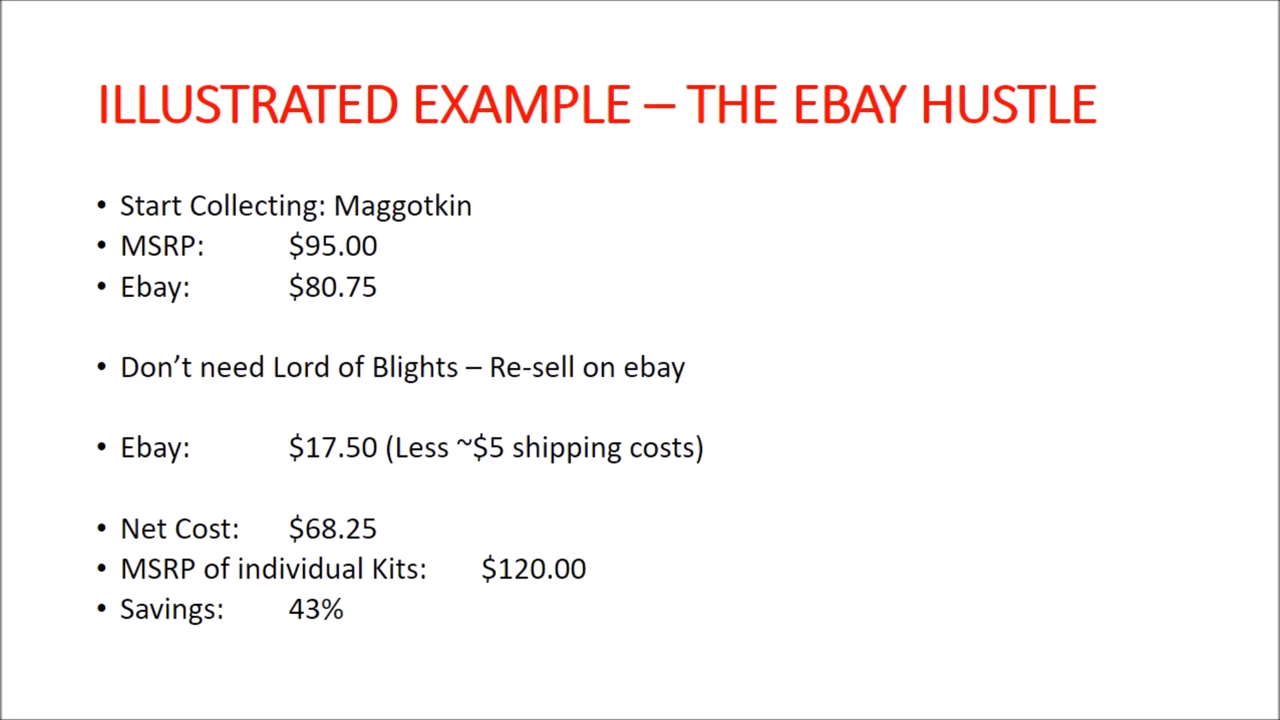 ILLUSTRATED EXAMPLE – THE EBAY HUSTLE
• Start Collecting: Maggotkin
• MSRP: $95.00
• Ebay: $80.75
• Don’t need Lord of Blights – Re-sell on ebay
• Ebay: $17.50 (Less ~$5 shipping costs)
• Net Cost: $68.25
• MSRP of individual Kits: $120.00
• Savings: 43%